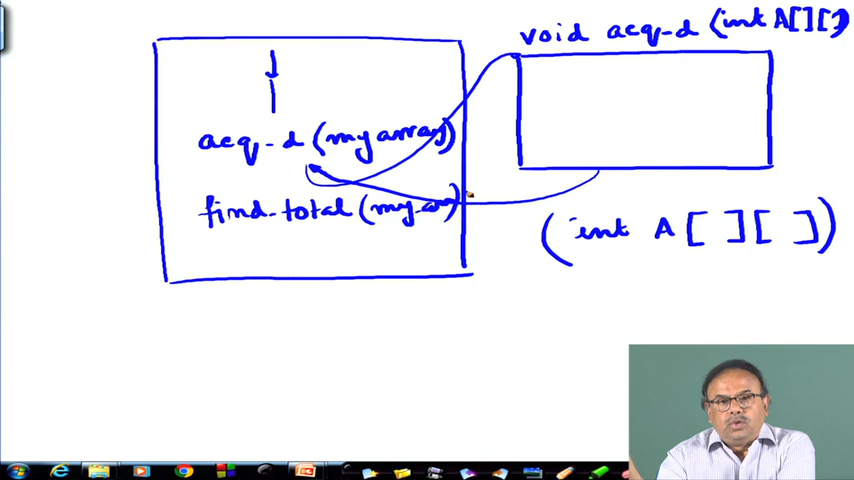 void acq-d (int A[][])
acq-d (my array)
find-total (my-arr)
(int A [ ] [ ])